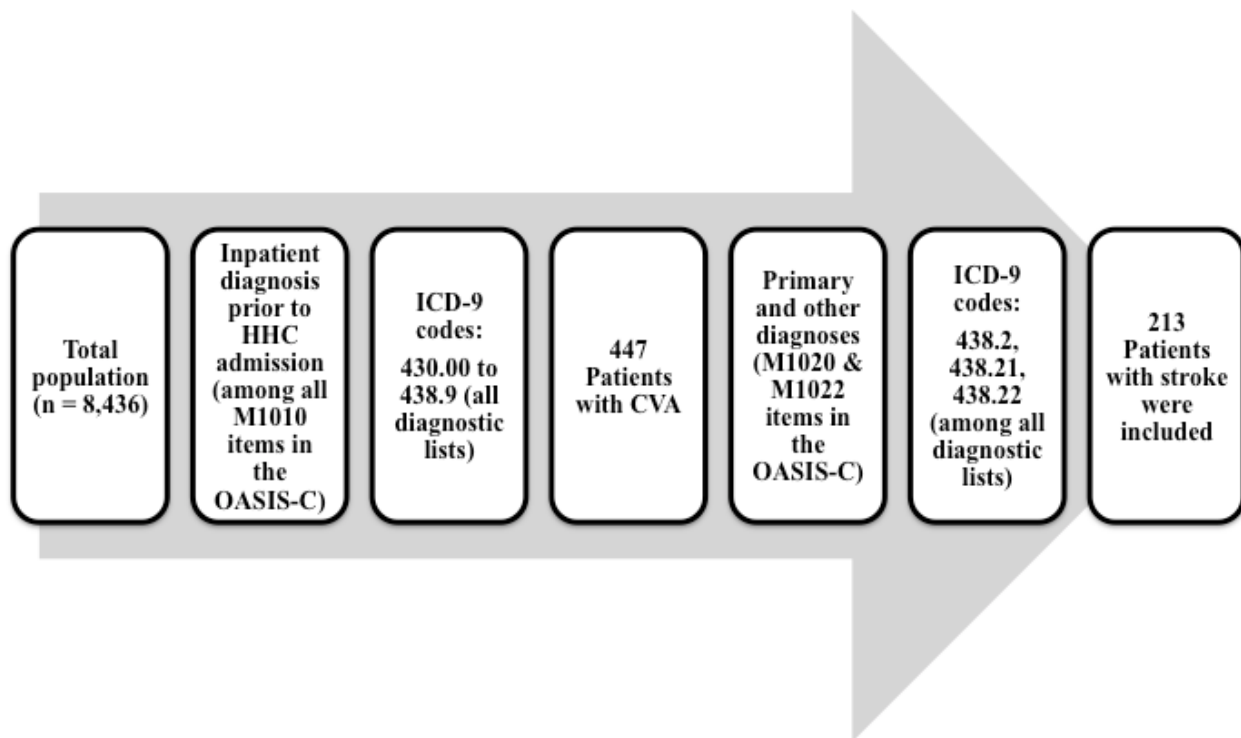 Total
population
(n = 8,436)
Inpatient
diagnosis
prior to
HHC
admission
(among all
M1010
items in
the
OASIS-C)
ICD-9
codes:
430.00 to
438.9 (all
diagnostic
lists)
447
Patients
with CVA
Primary
and other
diagnoses
(M1020 &
M1022
items in
the
OASIS-C)
ICD-9
codes:
438.2,
438.21,
438.22
(among all
diagnostic
lists)
213
Patients
with stroke
were
included